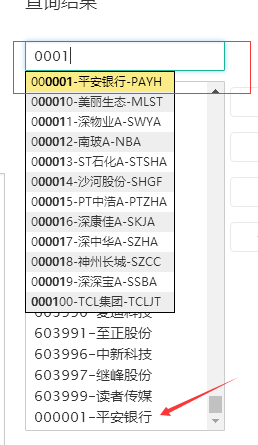 查询结果
0001
000001-平安银行-PAYH
000010-美丽生态-MLST
000011-深物业A-SWYA
000012-南玻A-NBA
000013-ST石化A-STSHA
000014-沙河股份-SHGF
000015-PT中浩A-PTZHA
000016-深康佳A-SKJA
000017-深中华A-SZHA
000018-神州长城-SZCC
000019-深深宝A-SSBA
000100-TCL集团-TCLJT
603990-麦迪科技
603991-至正股份
603996-中新科技
603997-继峰股份
603999-读者传媒
000001-平安银行